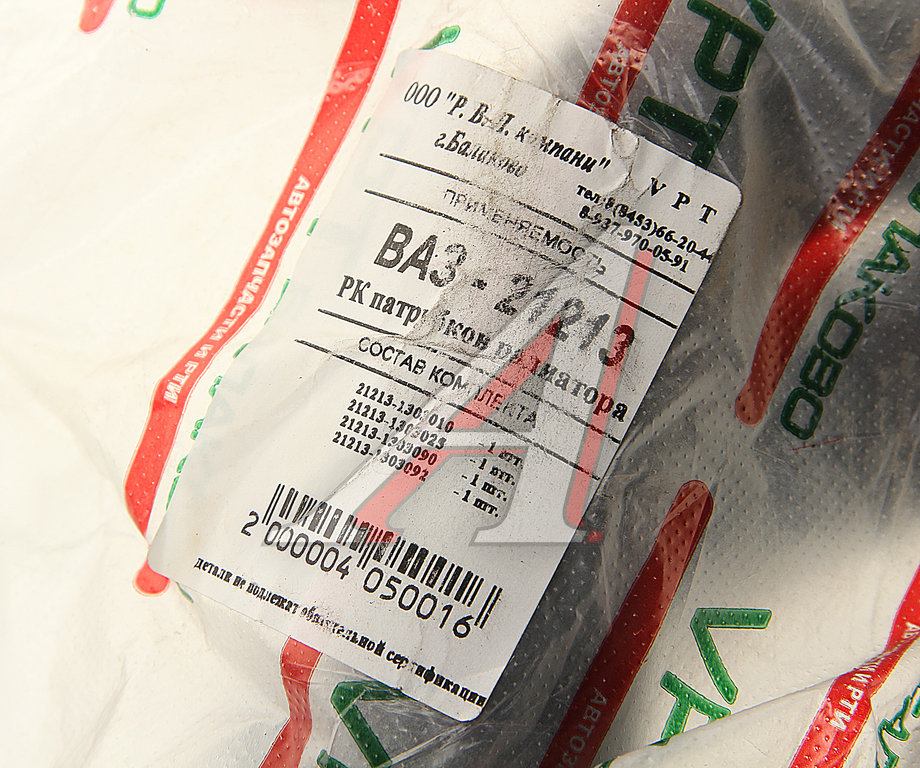 ООО "Р. В. Д. компани"
г.Балаково
V P T
тел.8(8453)66-20-44
8-937-970-05-91
ПРИМЕНЯЕМОСТЬ
ВАЗ - 21213
РК патрубков радиатора
СОСТАВ КОМПЛЕКТА
21213-1303010 -1 шт.
21213-1303025 -1 шт.
21213-1303090 -1 шт.
21213-1303092 -1 шт.
2 000004 050016
детали не подлежат обязательной сертификации
АВТОЗАПЧАСТИ И РТИ
VPT